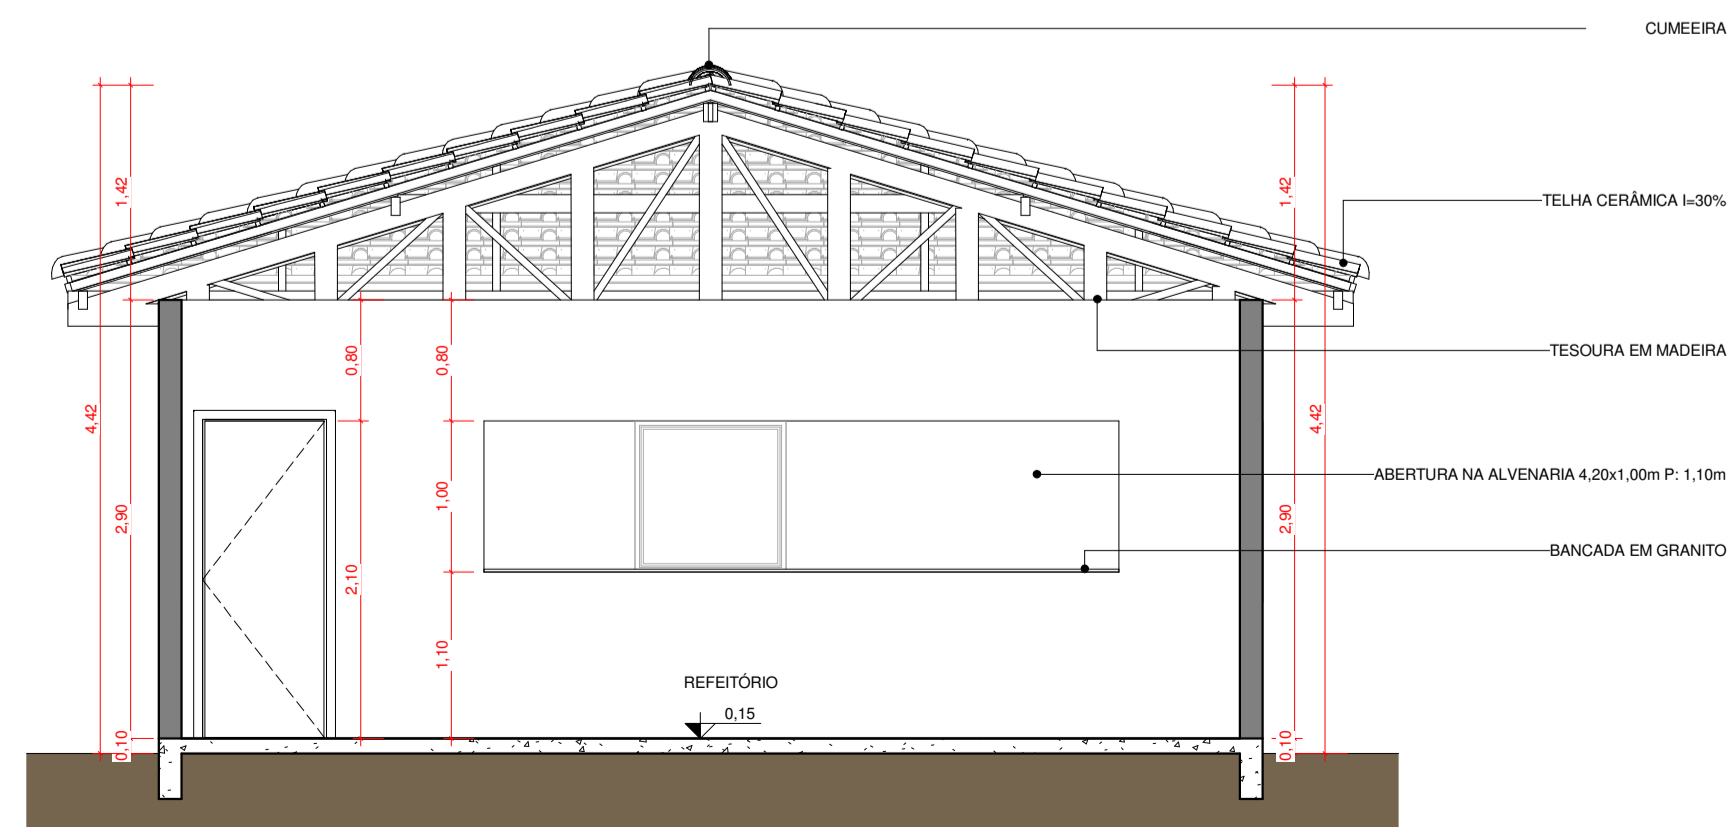 CUMEEIRA
1,42
1,42
TELHA CERÂMICA I=30%
0,80
0,80
TESOURA EM MADEIRA
4,42
4,42
ABERTURA NA ALVENARIA 4,20x1,00m P: 1,10m
1,00
2,90
2,90
BANCADA EM GRANITO
2,10
1,10
REFEITÓRIO
0,15
0,10
0,10